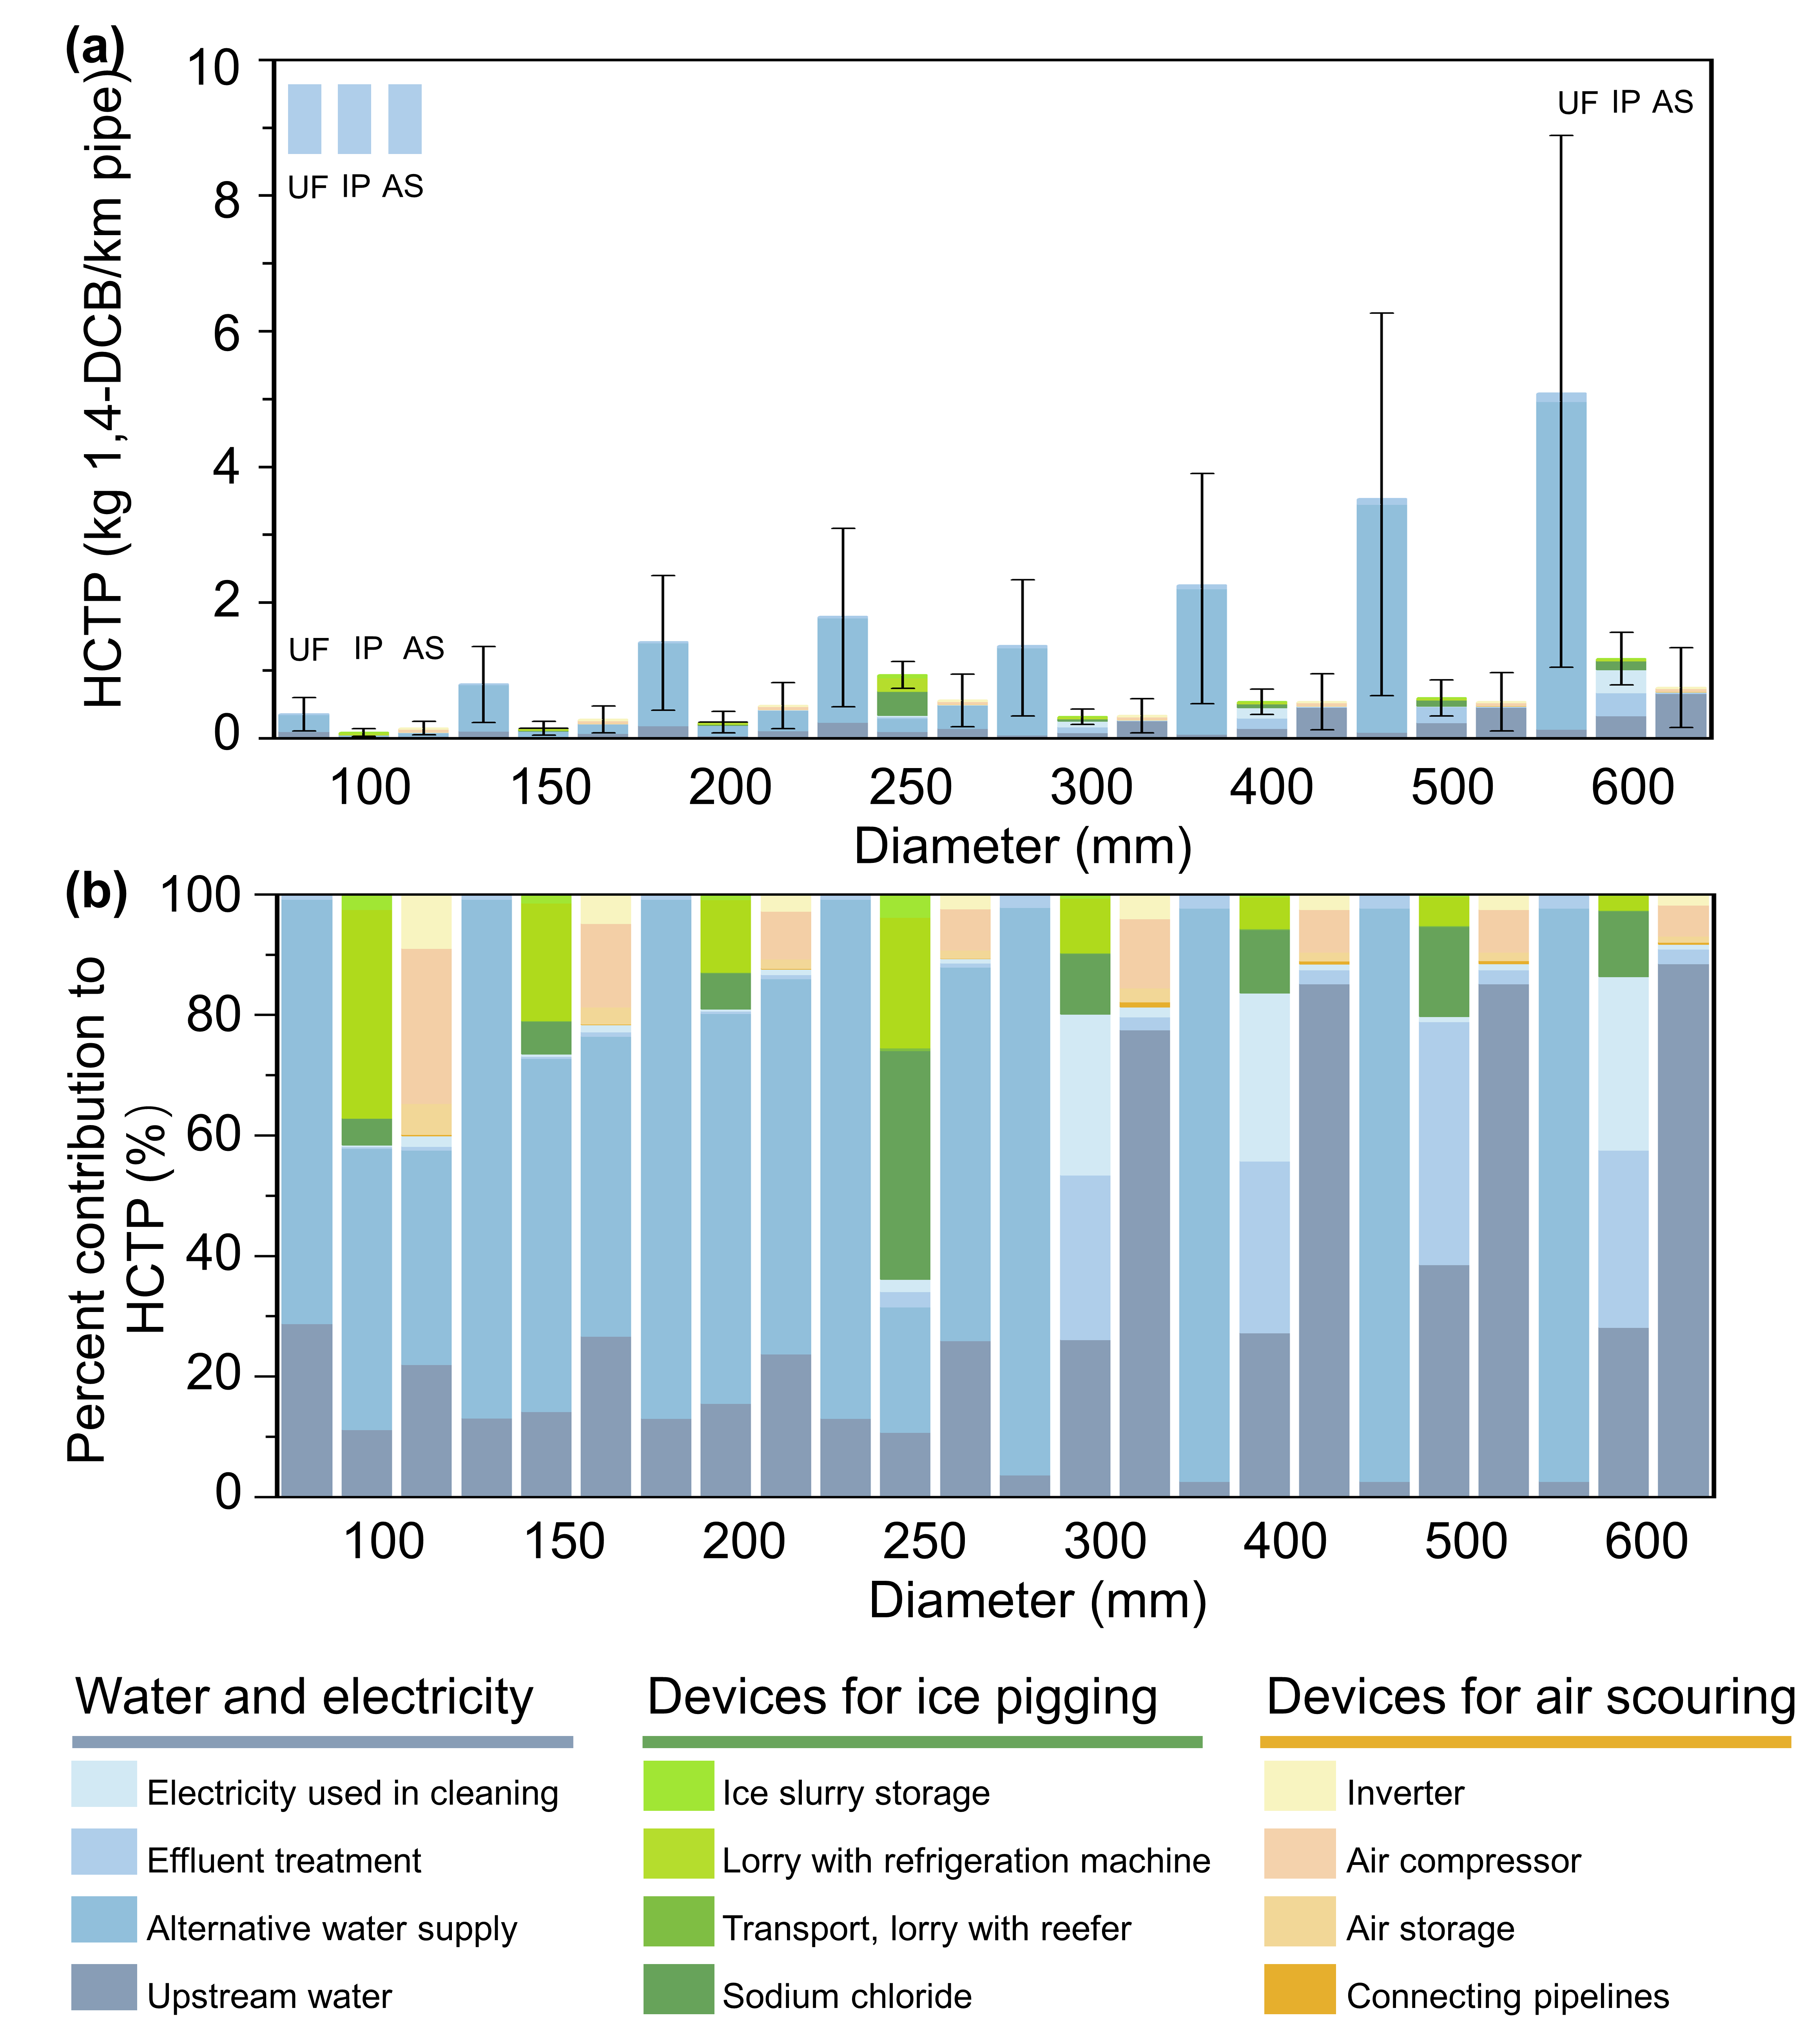 (a)
HCTP (kg 1,4-DCB/km pipe)
10
8
6
4
2
0
UF IP AS
UF IP AS
UF IP AS
100 150 200 250 300 400 500 600
Diameter (mm)
(b)
Percent contribution to
HCTP (%)
100
80
60
40
20
0
100 150 200 250 300 400 500 600
Diameter (mm)
Water and electricity
Electricity used in cleaning
Effluent treatment
Alternative water supply
Upstream water
Devices for ice pigging
Ice slurry storage
Lorry with refrigeration machine
Transport, lorry with reefer
Sodium chloride
Devices for air scouring
Inverter
Air compressor
Air storage
Connecting pipelines